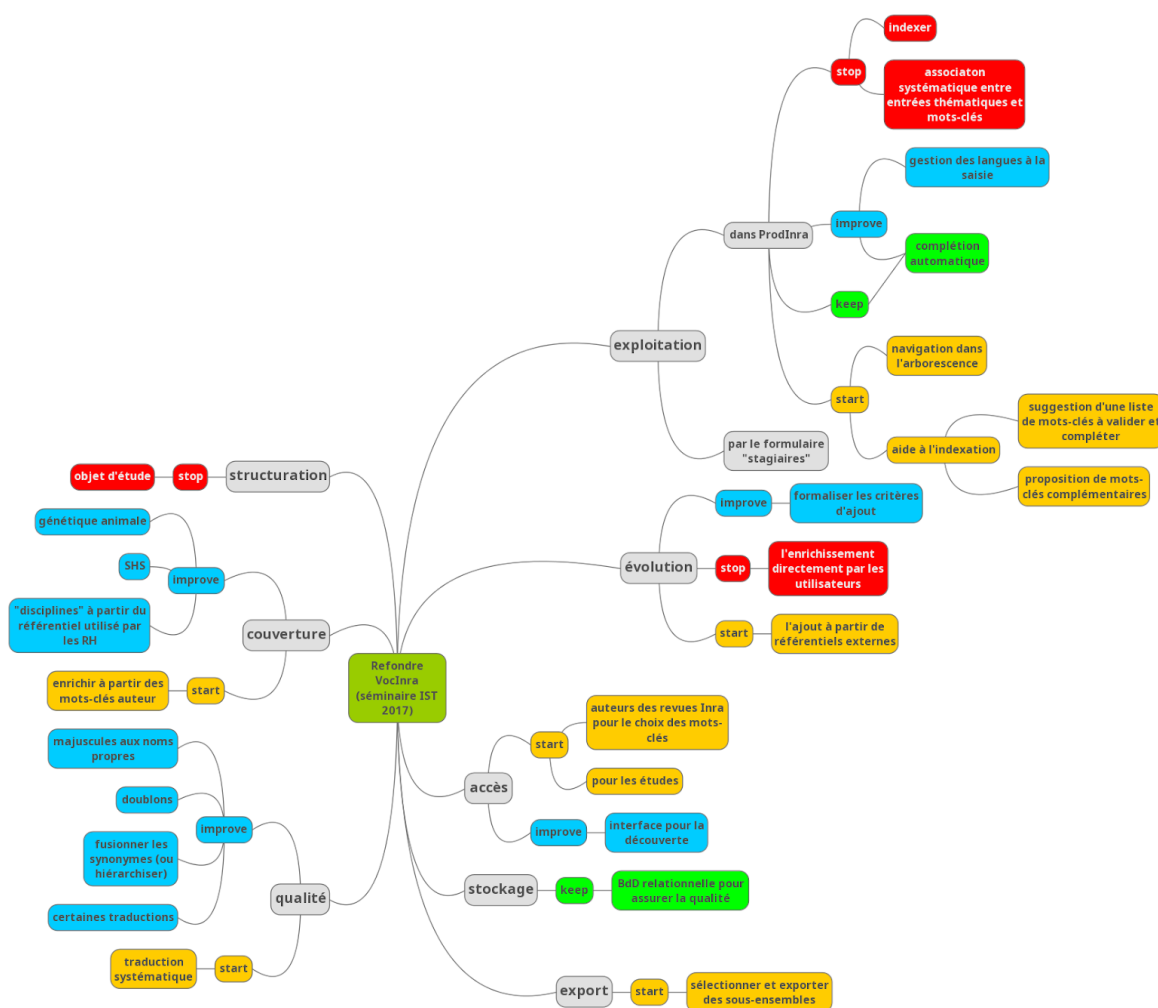 Refondre
VocInra
(séminaire IST
2017)
exploitation
dans ProdInra
stop
indexer
associaton
systématique entre
entrées thématiques et
mots-clés
improve
gestion des langues à la
saisie
complétion
automatique
keep
start
navigation dans
l'arborescence
aide à l'indexation
suggestion d'une liste
de mots-clés à valider et
compléter
proposition de mots-
clés complémentaires
par le formulaire
"stagiaires"
évolution
improve
formaliser les critères
d'ajout
stop
l'enrichissement
directement par les
utilisateurs
start
l'ajout à partir de
référentiels externes
accès
start
auteurs des revues Inra
pour le choix des mots-
clés
pour les études
improve
interface pour la
découverte
stockage
keep
BdD relationnelle pour
assurer la qualité
export
start
sélectionner et exporter
des sous-ensembles
structuration
stop
objet d'étude
couverture
improve
génétique animale
SHS
"disciplines" à partir du
référentiel utilisé par
les RH
start
enrichir à partir des
mots-clés auteur
qualité
improve
majuscules aux noms
propres
doublons
fusionner les
synonymes (ou
hiérarchiser)
certaines traductions
start
traduction
systématique